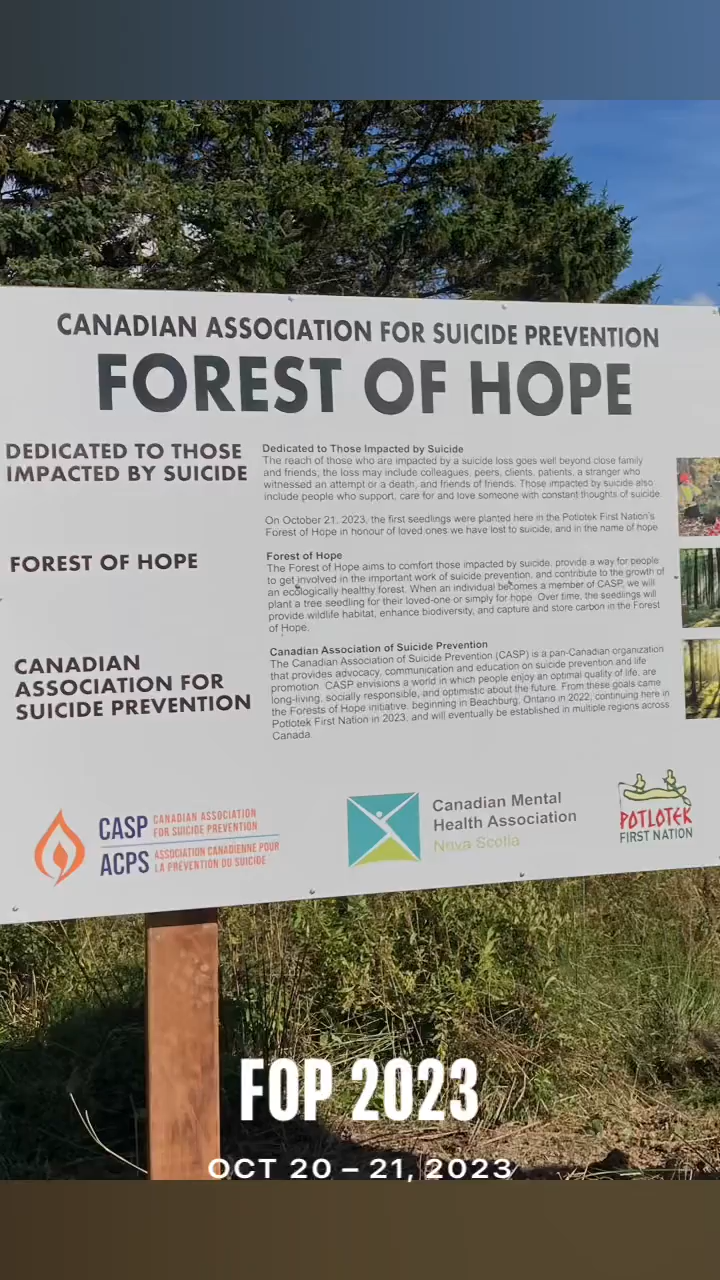 CANADIAN ASSOCIATION FOR SUICIDE PREVENTION
FOREST OF HOPE
DEDICATED TO THOSE
IMPACTED BY SUICIDE
Dedicated to Those Impacted by Suicide
The reach of those who are impacted by a suicide loss goes well beyond close family
and friends; the loss may include colleagues, peers, clients, patients, a stranger who
witnessed an attempt or a death, and friends of friends. Those impacted by suicide also
include people who support, care for and love someone with constant thoughts of suicide.
On October 21, 2023, the first seedlings were planted here in the Potlotek First Nation's
Forest of Hope in honour of loved ones we have lost to suicide, and in the name of hope.
FOREST OF HOPE
Forest of Hope
The Forest of Hope aims to comfort those impacted by suicide, provide a way for people
to get involved in the important work of suicide prevention, and contribute to the growth of
an ecologically healthy forest. When an individual becomes a member of CASP, we will
plant a tree seedling for their loved-one or simply for hope. Over time, the seedlings will
provide wildlife habitat, enhance biodiversity, and capture and store carbon in the Forest
of Hope.
CANADIAN
ASSOCIATION FOR
SUICIDE PREVENTION
Canadian Association of Suicide Prevention
The Canadian Association of Suicide Prevention (CASP) is a pan-Canadian organization
that provides advocacy, communication and education on suicide prevention and life
promotion. CASP envisions a world in which people enjoy an optimal quality of life, are
long-living, socially responsible, and optimistic about the future. From these goals came
the Forests of Hope initiative, beginning in Beachburg, Ontario in 2022, continuing here in
Potlotek First Nation in 2023, and will eventually be established in multiple regions across
Canada.
CASP CANADIAN ASSOCIATION
FOR SUICIDE PREVENTION
ACPS ASSOCIATION CANADIENNE POUR
LA PRÉVENTION DU SUICIDE
Canadian Mental
Health Association
Nova Scotia
POTLOTEK
FIRST NATION
FOP 2023
OCT 20 – 21, 2023